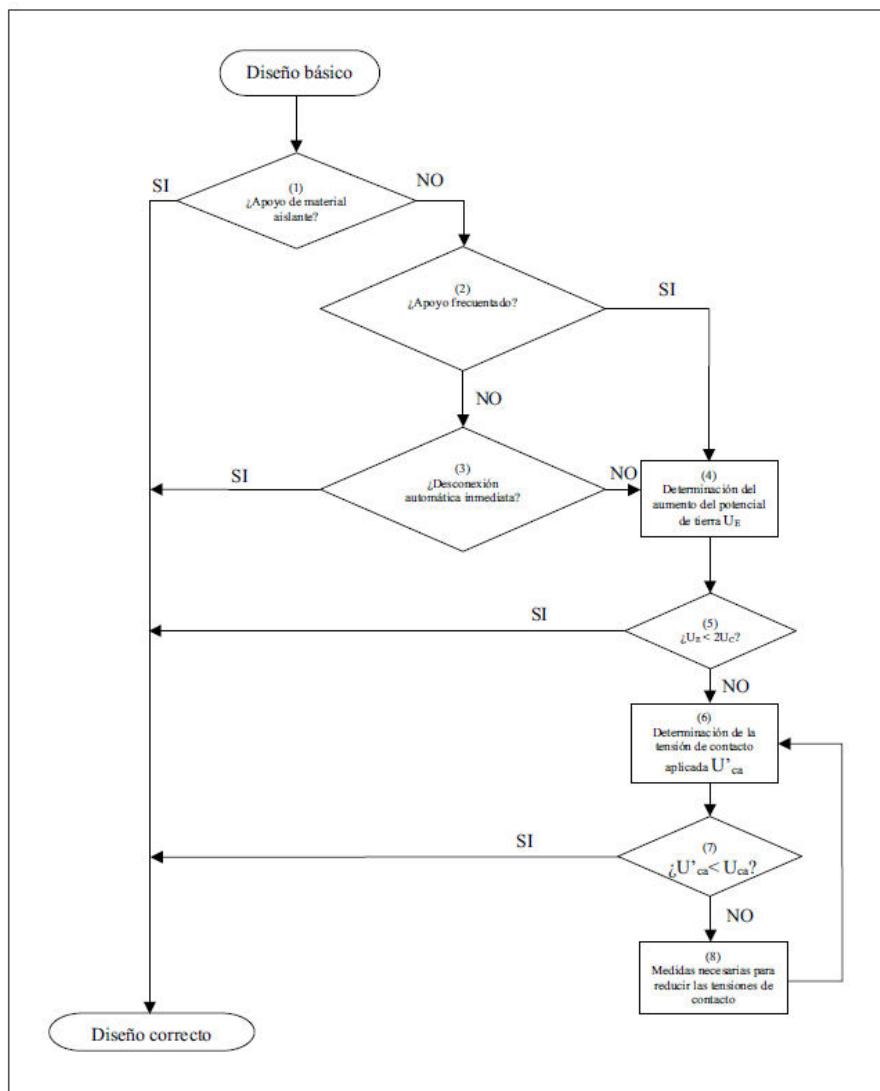 Diseño básico
SI
NO
(1)
¿Apoyo de material
aislante?
(2)
¿Apoyo frecuentado?
SI
NO
SI
(3)
¿Desconexión
automática inmediata?
NO
(4)
Determinación del
aumento del potencial
de tierra UE
SI
(5)
¿UE < 2UC?
NO
(6)
Determinación de la
tensión de contacto
aplicada U’ca
SI
(7)
¿U’ca< Uca?
NO
(8)
Medidas necesarias para
reducir las tensiones de
contacto
Diseño correcto